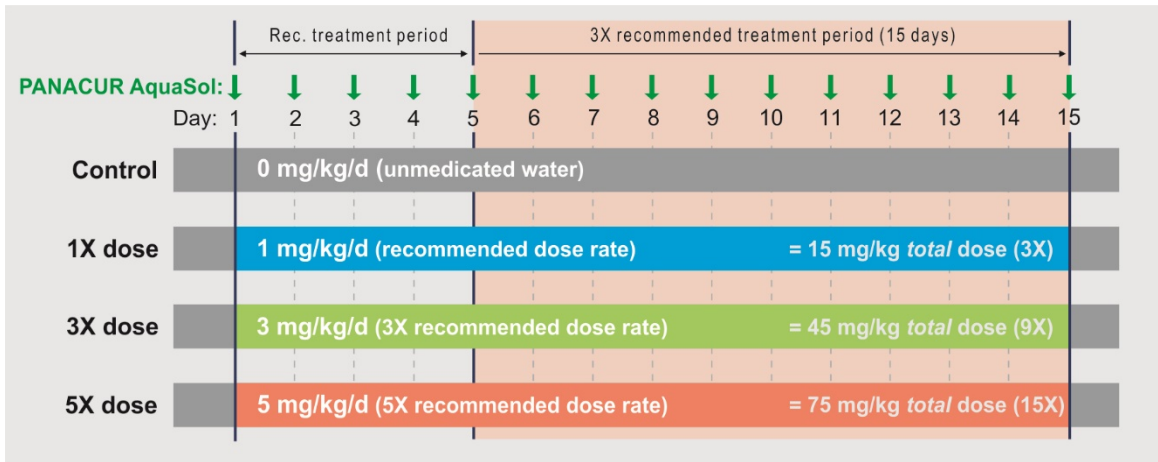 Rec. treatment period 3X recommended treatment period (15 days)
PANACUR AquaSol:
Day: 1 2 3 4 5 6 7 8 9 10 11 12 13 14 15
Control 0 mg/kg/d (unmedicated water)
1X dose 1 mg/kg/d (recommended dose rate) = 15 mg/kg total dose (3X)
3X dose 3 mg/kg/d (3X recommended dose rate) = 45 mg/kg total dose (9X)
5X dose 5 mg/kg/d (5X recommended dose rate) = 75 mg/kg total dose (15X)